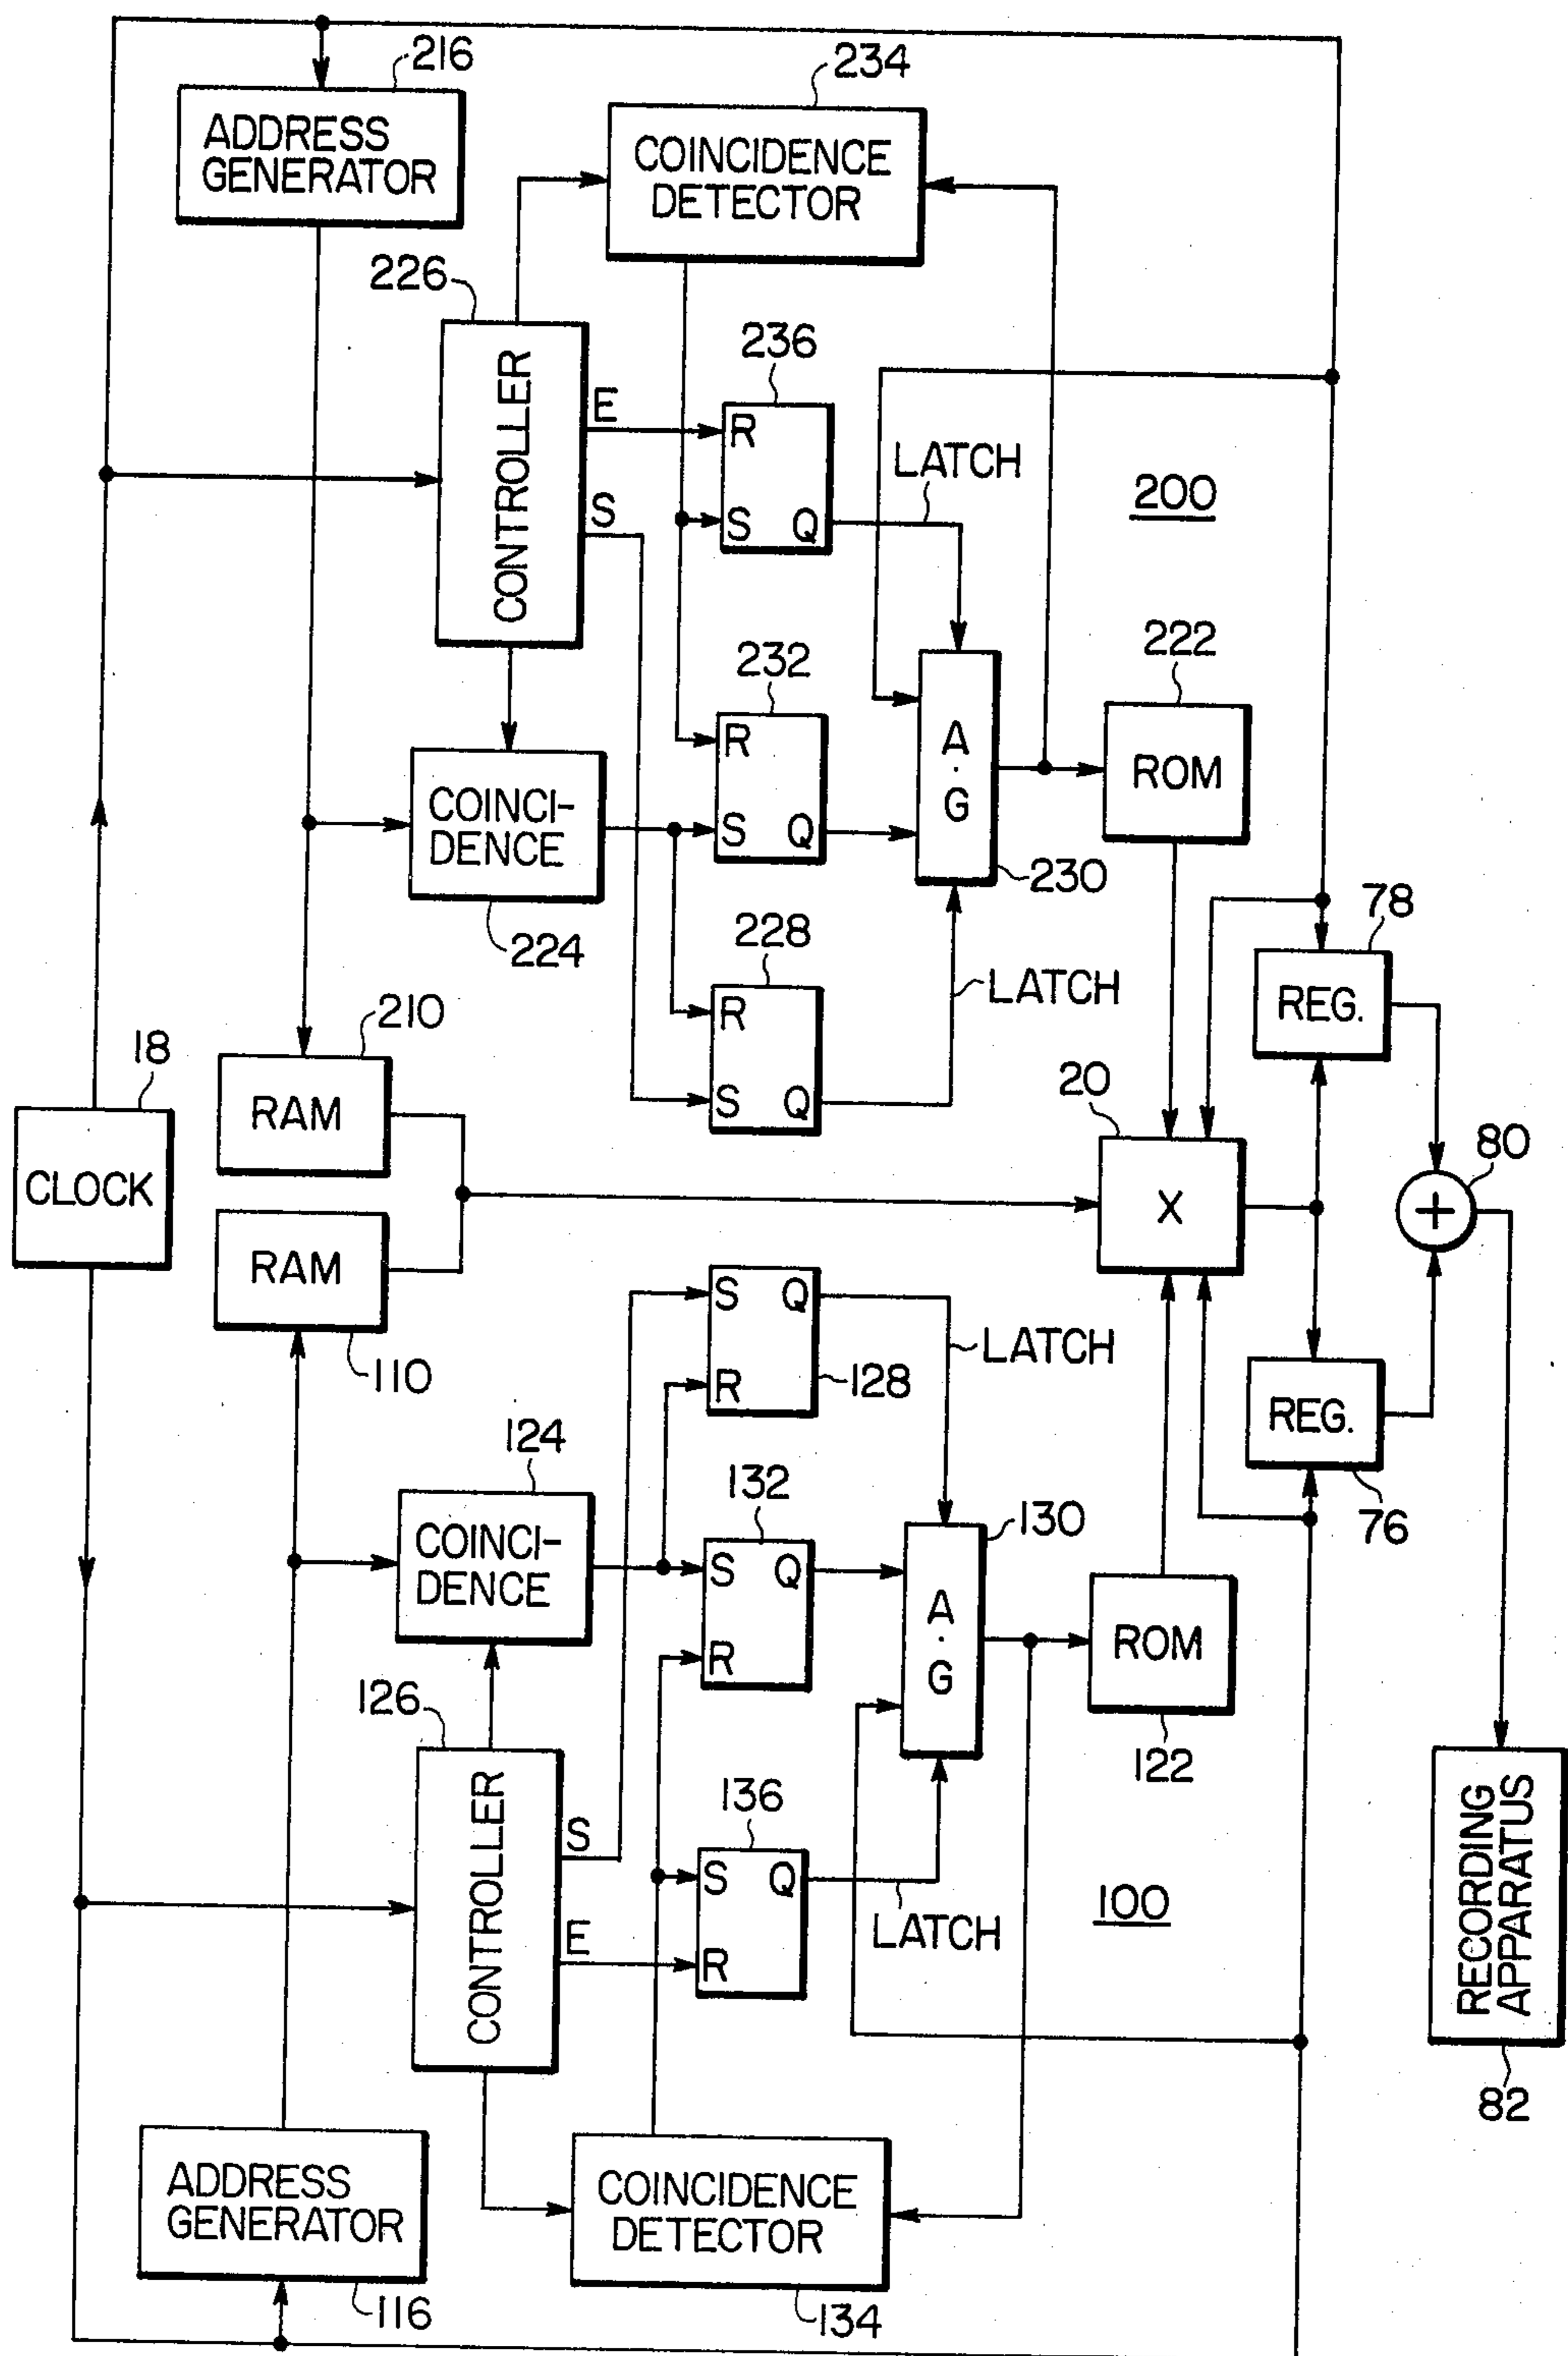 216
ADDRESS
GENERATOR
234
COINCIDENCE
DETECTOR
226
CONTROLLER
E
S
236
R
S Q
LATCH
200
232
R
S Q
A·G
230
222
ROM
COINCI-
DENCE
224
228
R
S Q
LATCH
78
REG.
18
CLOCK
210
RAM
RAM
110
20
X
80
+
S Q
R
128
LATCH
REG.
76
124
COINCI-
DENCE
132
S Q
R
130
A·G
ROM
122
126
CONTROLLER
S
E
136
S Q
R
LATCH
100
RECORDING
APPARATUS
82
ADDRESS
GENERATOR
116
COINCIDENCE
DETECTOR
134